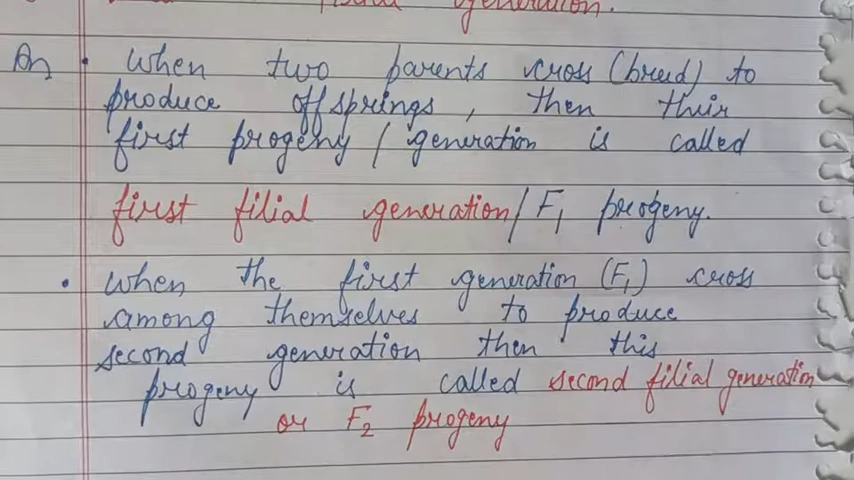 generation.
An • When two parents cross (breed) to
produce offsprings, then their
first progeny / generation is called
first filial generation / F₁ progeny.
• When the first generation (F₁) cross
among themselves to produce
second generation then this
progeny is called second filial generation
or F₂ progeny